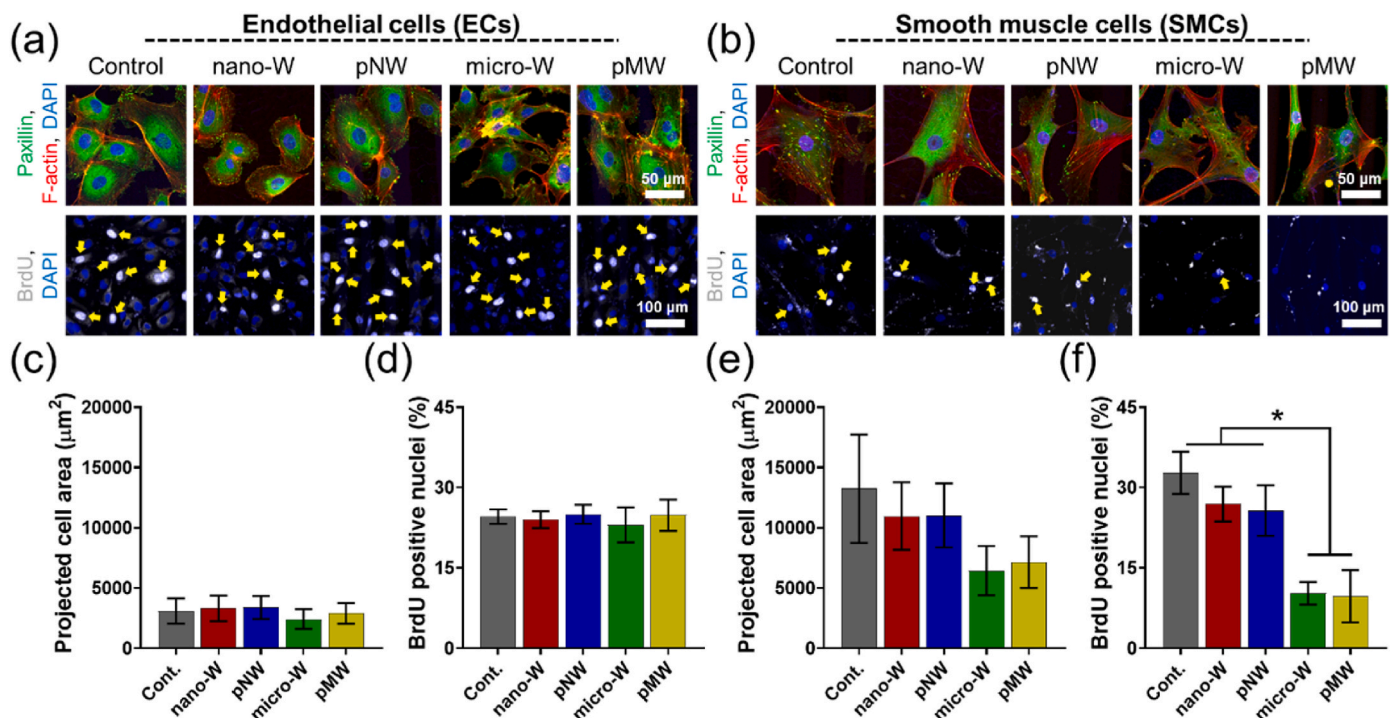 (a) Endothelial cells (ECs)
Control nano-W pNW micro-W pMW
Paxillin,
F-actin, DAPI
50 µm
BrdU,
DAPI
100 µm
(b) Smooth muscle cells (SMCs)
Control nano-W pNW micro-W pMW
Paxillin,
F-actin, DAPI
50 µm
BrdU,
DAPI
100 µm
(c)
Projected cell area (µm²)
20000
15000
10000
5000
0
Cont. nano-W pNW micro-W pMW
(d)
BrdU positive nuclei (%)
45
30
15
0
Cont. nano-W pNW micro-W pMW
(e)
Projected cell area (µm²)
20000
15000
10000
5000
0
Cont. nano-W pNW micro-W pMW
(f)
BrdU positive nuclei (%)
45
30
15
0
*
Cont. nano-W pNW micro-W pMW